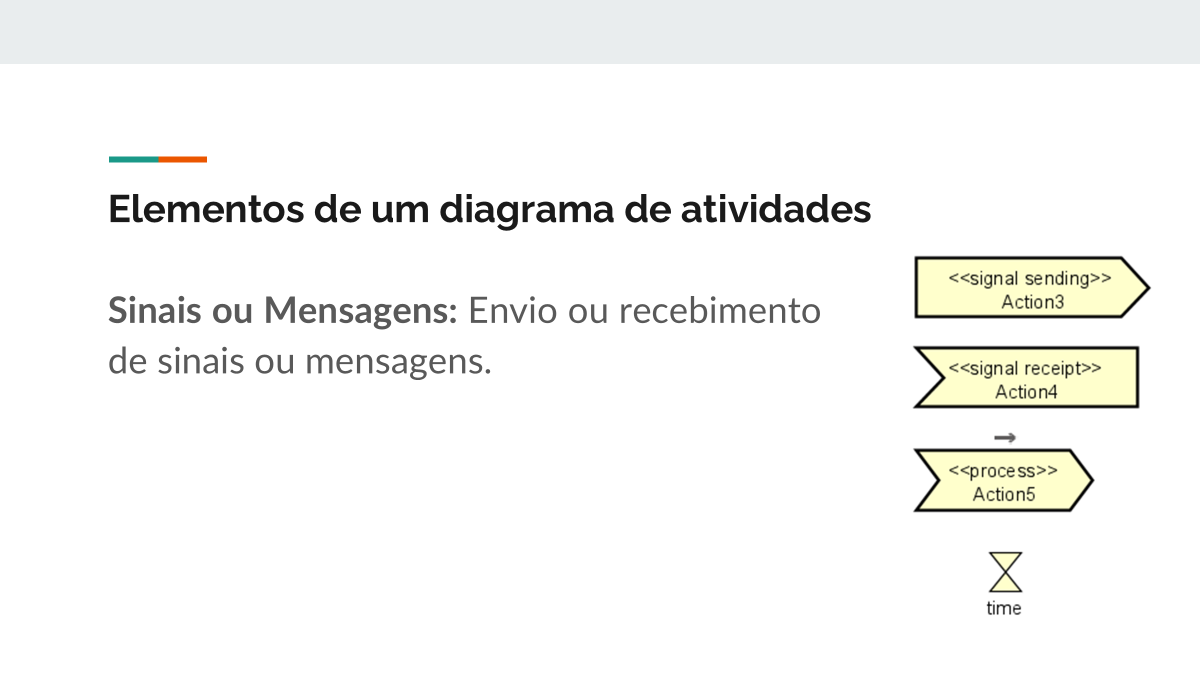 Elementos de um diagrama de atividades
Sinais ou Mensagens: Envio ou recebimento
de sinais ou mensagens.
<<signal sending>>
Action3
<<signal receipt>>
Action4
→
<<process>>
Action5
time